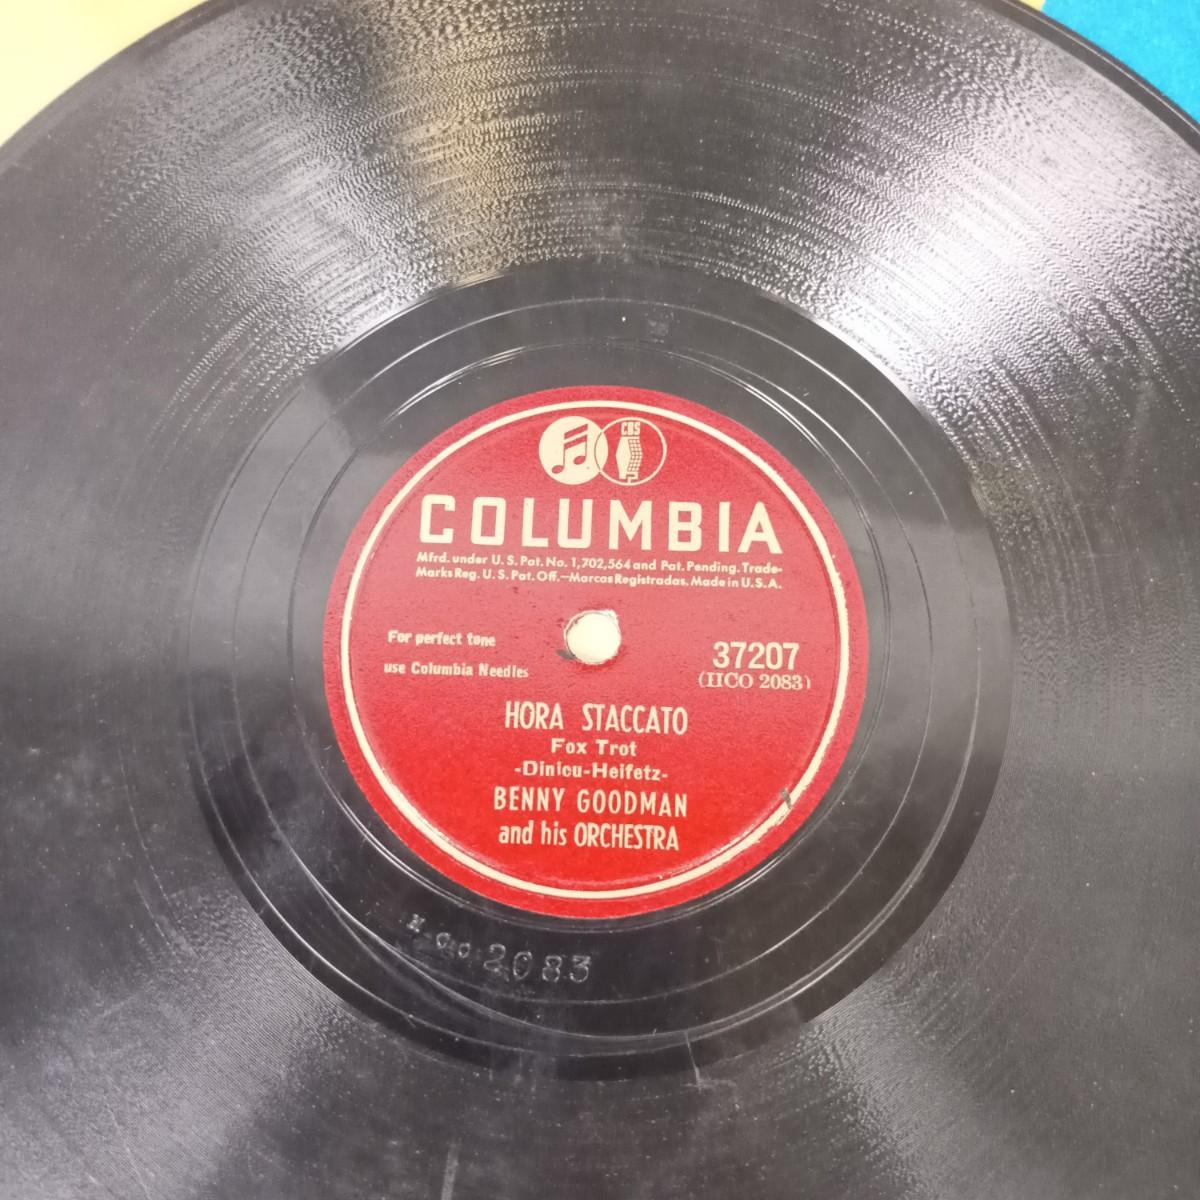 CBS
COLUMBIA
Mfrd. under U. S. Pat. No. 1,702,564 and Pat. Pending. Trade-
Marks Reg. U. S. Pat. Off.—Marcas Registradas. Made in U. S. A.
For perfect tone
use Columbia Needles
37207
(HCO 2083)
HORA STACCATO
Fox Trot
-Dinicu-Heifetz-
BENNY GOODMAN
and his ORCHESTRA
H.CO.2083